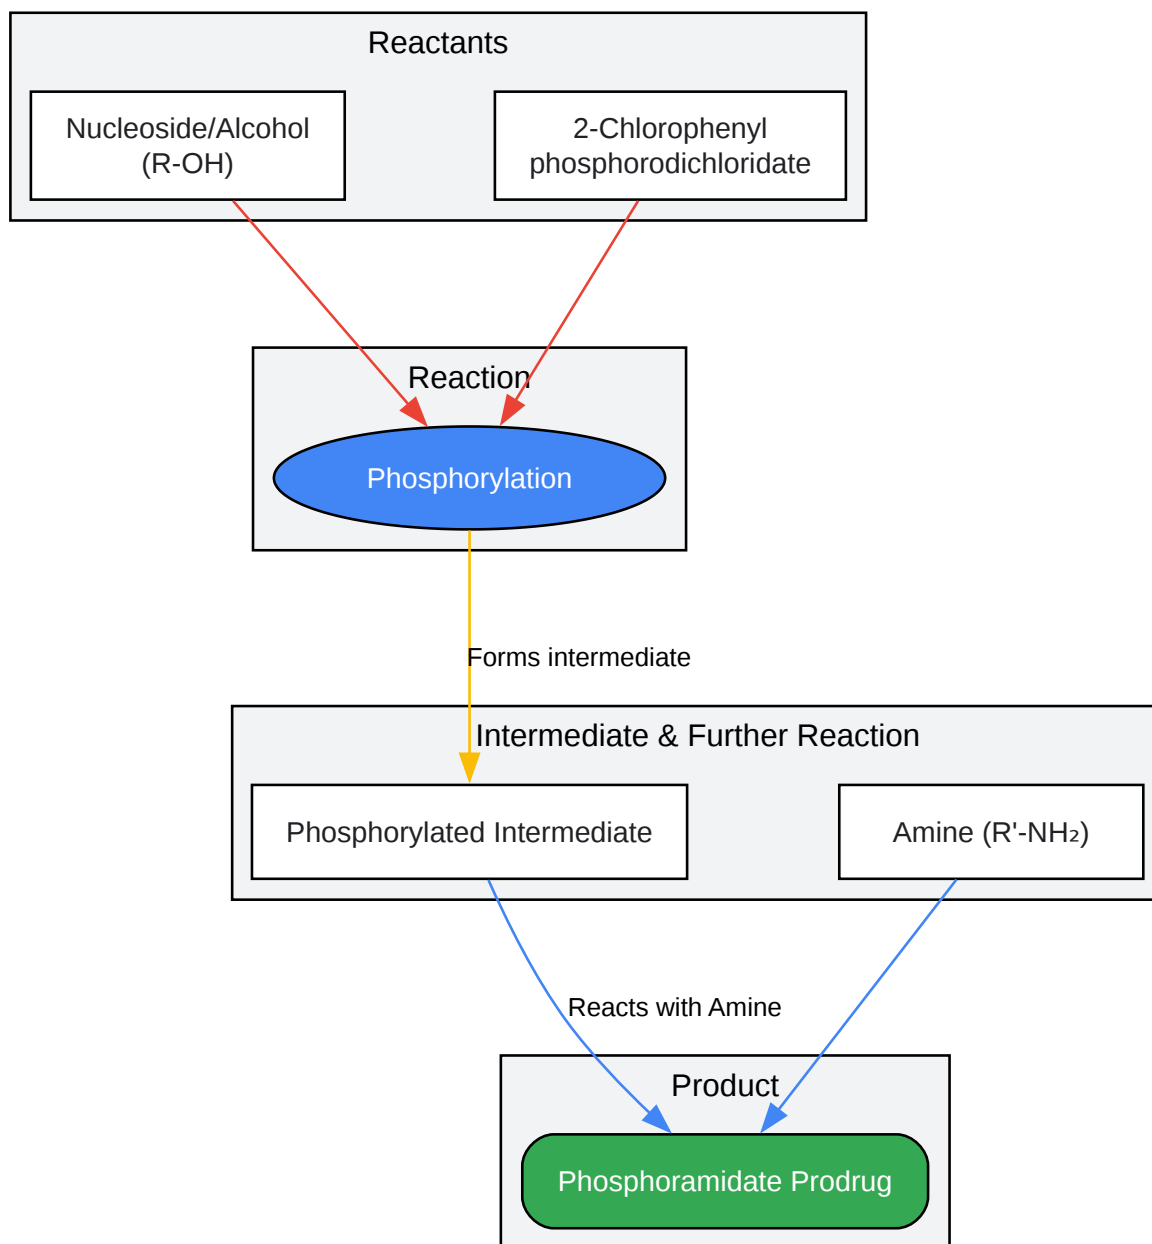 Reactants
Nucleoside/Alcohol
(R-OH)
2-Chlorophenyl
phosphorodichloridate
Reaction
Phosphorylation
Forms intermediate
Intermediate & Further Reaction
Phosphorylated Intermediate
Amine (R'-NH₂)
Reacts with Amine
Product
Phosphoramidate Prodrug